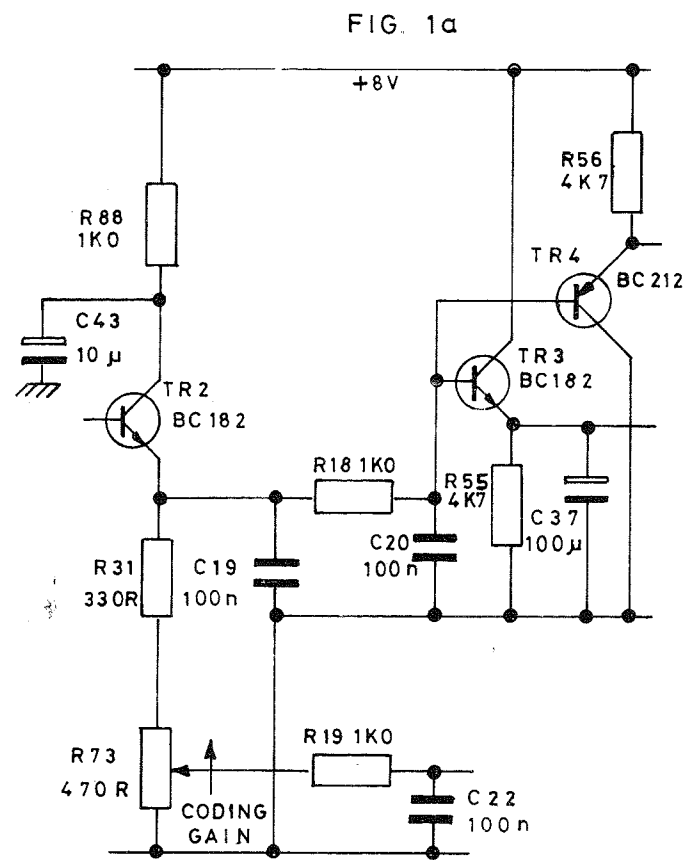 FIG. 1a
+8V
R56
4K7
R88
1K0
TR4
BC212
C43
10 µ
TR3
BC182
TR2
BC182
R18 1K0
R55
4K7
C37
100µ
C20
100n
R31
330R
C19
100n
R19 1K0
R73
470R
CODING
GAIN
C22
100n